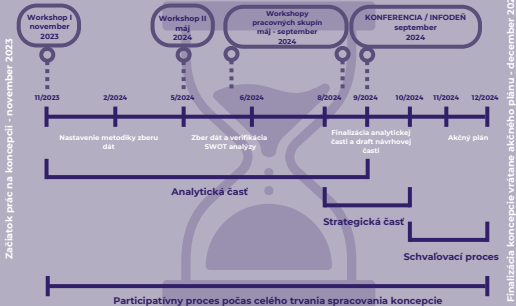 Workshop I
november
2023
Workshop II
máj
2024
Workshopy
pracovných skupín
máj - september
2024
KONFERENCIA / INFODEŇ
september
2024
11/2023
2/2024
5/2024
6/2024
8/2024
9/2024
10/2024
11/2024
12/2024
Nastavenie metodiky zberu
dát
Zber dát a verifikácia
SWOT analýzy
Finalizácia analytickej
časti a draft návrhovej
časti
Akčný plán
Analytická časť
Strategická časť
Schvaľovací proces
Participatívny proces počas celého trvania spracovania koncepcie
Začiatok prác na koncepcii - november 2023
Finalizácia koncepcie vrátane akcného plánu - december